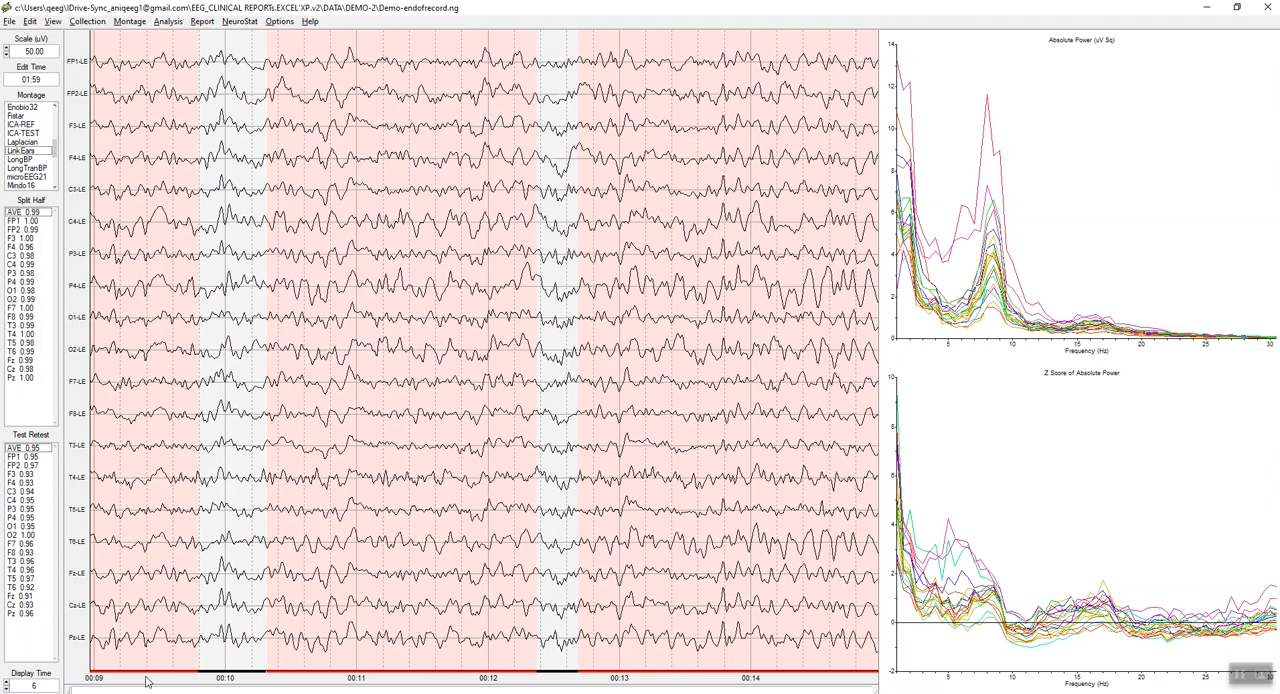 c:\Users\qeeg\IDrive-Sync_aniqeeg1@gmail.com\EEG_CLINICAL REPORTs.EXCEL'XP.v2\DATA\DEMO-2\Demo-endofrecord.ng
File Edit View Collection Montage Analysis Report NeuroStat Options Help
Scale (uV)
50.00
Edit Time
01:59
Montage
Enobio32
Fistar
ICA-REF
ICA-TEST
Laplacian
LinkEars
LongBP
LongTranBP
microEEG21
Mindo16
Split Half
AVE 0.99
FP1 1.00
FP2 0.99
F3 1.00
F4 0.96
C3 0.98
C4 0.99
P3 0.98
P4 0.99
O1 0.98
O2 0.99
F7 1.00
F8 0.99
T3 0.99
T4 1.00
T5 0.98
T6 0.99
Fz 0.99
Cz 0.98
Pz 1.00
Test Retest
AVE 0.95
FP1 0.95
FP2 0.97
F3 0.93
F4 0.93
C3 0.94
C4 0.95
P3 0.95
P4 0.95
O1 0.95
O2 1.00
F7 0.96
F8 0.93
T3 0.96
T4 0.96
T5 0.97
T6 0.92
Fz 0.91
Cz 0.93
Pz 0.96
Display Time
6
FP1-LE
FP2-LE
F3-LE
F4-LE
C3-LE
C4-LE
P3-LE
P4-LE
O1-LE
O2-LE
F7-LE
F8-LE
T3-LE
T4-LE
T5-LE
T6-LE
Fz-LE
Cz-LE
Pz-LE
00:09 00:10 00:11 00:12 00:13 00:14
Absolute Power (uV Sq)
14
12
10
8
6
4
2
0
5 10 15 20 25 30
Frequency (Hz)
Z Score of Absolute Power
10
8
6
4
2
0
-2
5 10 15 20 25 30
Frequency (Hz)